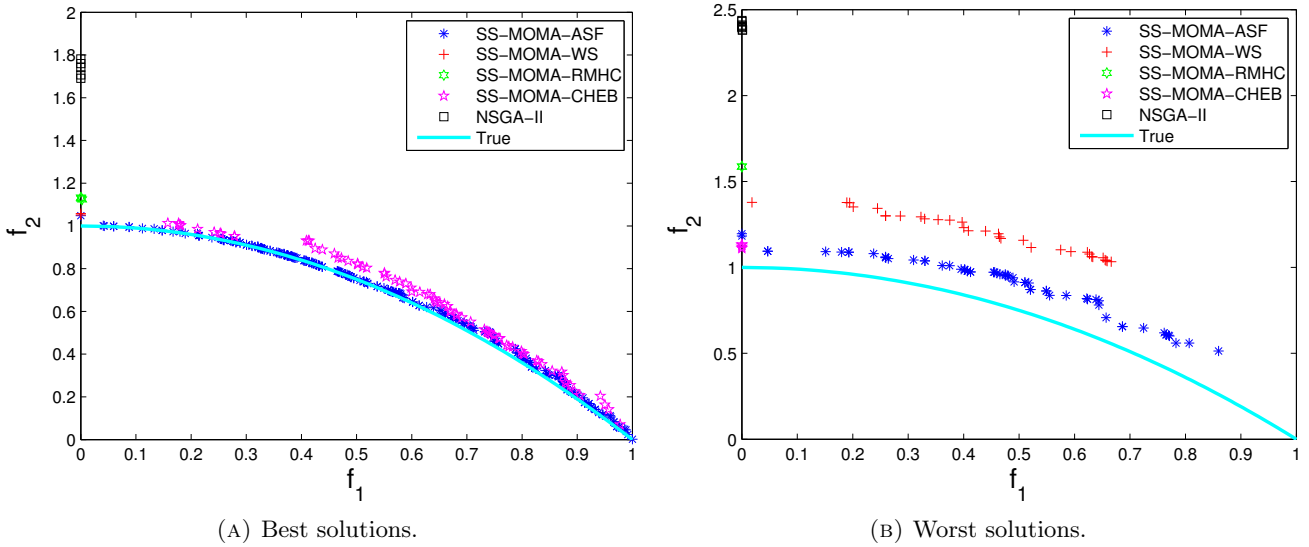 2
1.8
1.6
1.4
1.2
1
0.8
0.6
0.4
0.2
0
f_2
SS-MOMA-ASF
SS-MOMA-WS
SS-MOMA-RMHC
SS-MOMA-CHEB
NSGA-II
True
0 0.1 0.2 0.3 0.4 0.5 0.6 0.7 0.8 0.9 1
f_1
(A) Best solutions.
2.5
2
1.5
1
0.5
0
f_2
SS-MOMA-ASF
SS-MOMA-WS
SS-MOMA-RMHC
SS-MOMA-CHEB
NSGA-II
True
0 0.1 0.2 0.3 0.4 0.5 0.6 0.7 0.8 0.9 1
f_1
(B) Worst solutions.